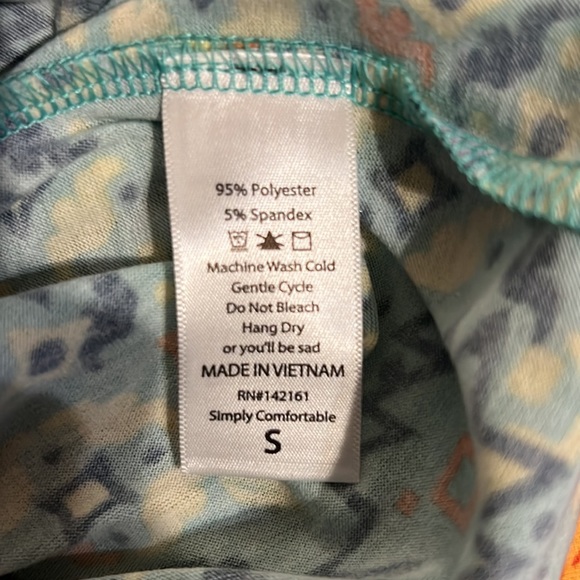 95% Polyester
5% Spandex
Machine Wash Cold
Gentle Cycle
Do Not Bleach
Hang Dry
or you'll be sad
MADE IN VIETNAM
RN#142161
Simply Comfortable
S